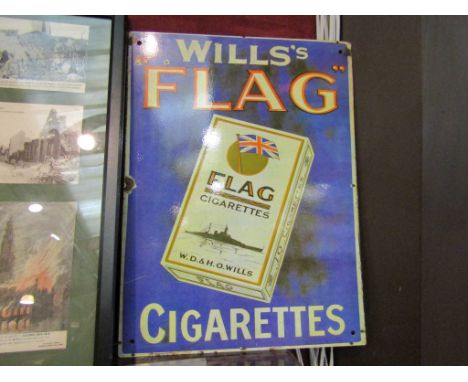 WILLS'S
"FLAG"
FLAG
CIGARETTES
W.D.&H.O.WILLS
CIGARETTES